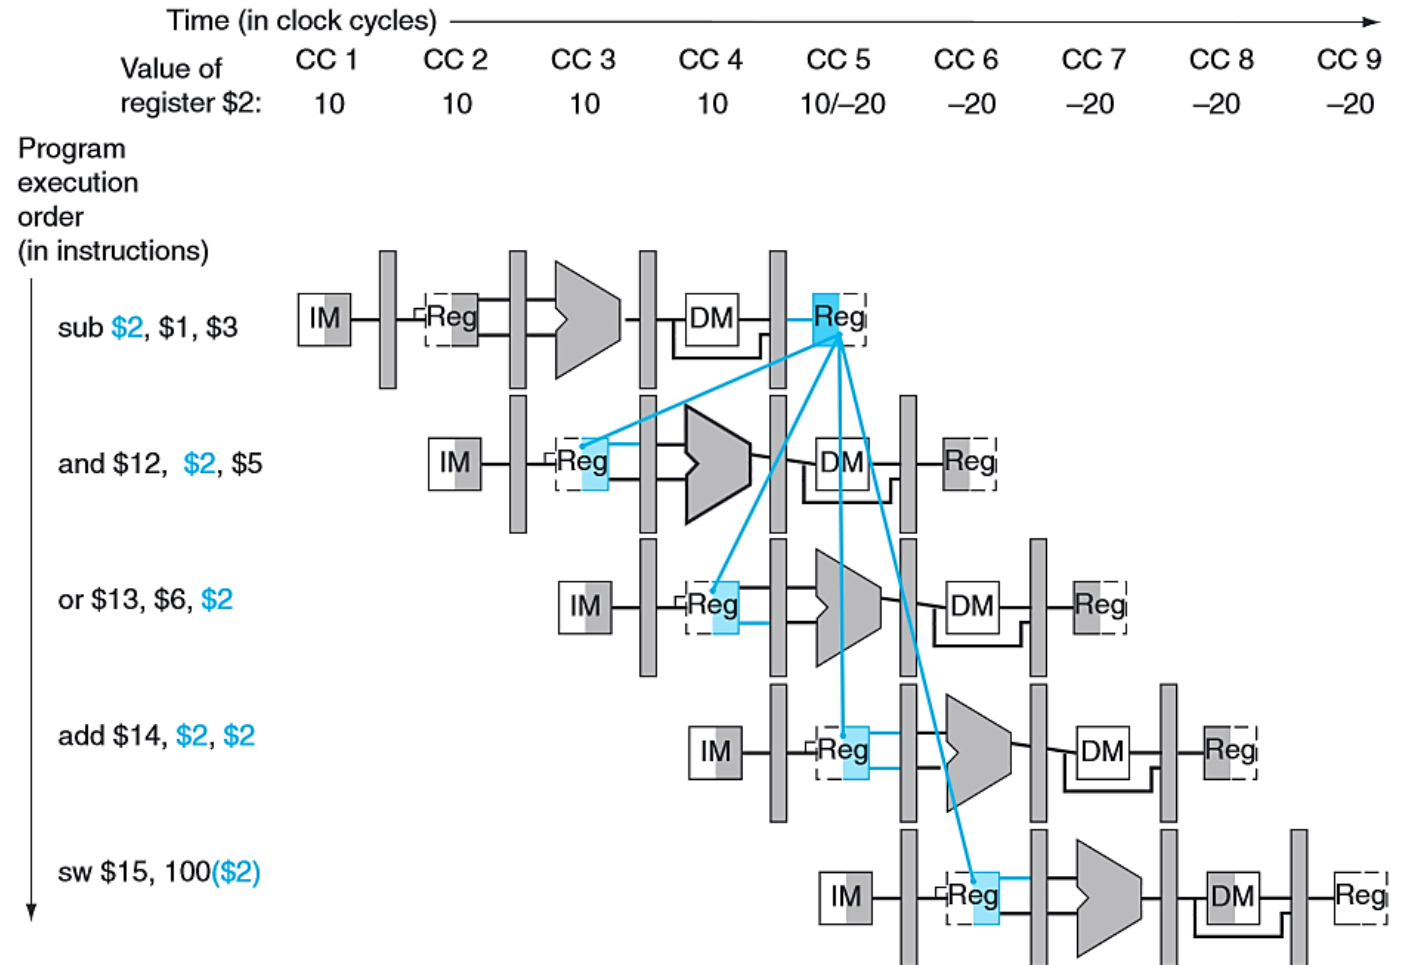 Time (in clock cycles)
Value of register $2:
CC 1 CC 2 CC 3 CC 4 CC 5 CC 6 CC 7 CC 8 CC 9
10 10 10 10 10/–20 –20 –20 –20 –20
Program
execution
order
(in instructions)
sub $2, $1, $3
IM Reg DM Reg
and $12, $2, $5
IM Reg DM Reg
or $13, $6, $2
IM Reg DM Reg
add $14, $2, $2
IM Reg DM Reg
sw $15, 100($2)
IM Reg DM Reg